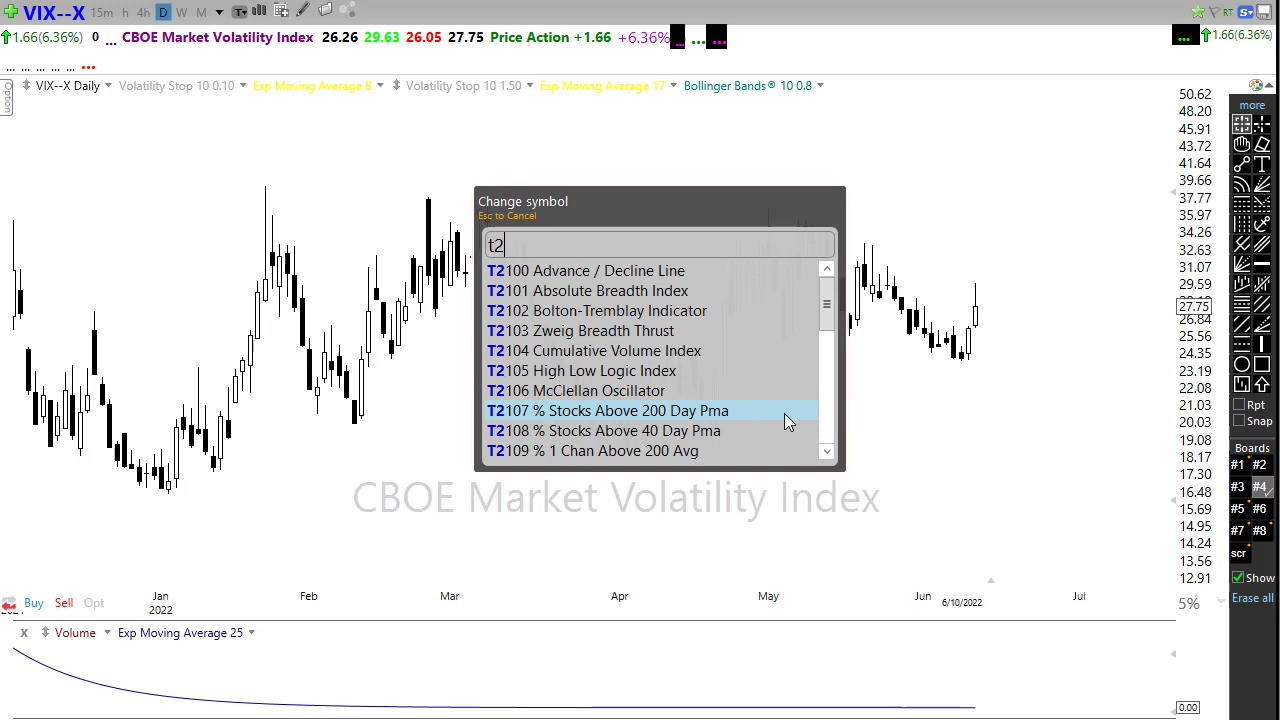 VIX--X 15m h 4h D W M T RT S
1.66(6.36%) 0 ... CBOE Market Volatility Index 26.26 29.63 26.05 27.75 Price Action +1.66 +6.36% ... ... ... ... 1.66(6.36%)
... ... ... ... ... ...
Option
VIX--X Daily Volatility Stop 10 0.10 Exp Moving Average 8 Volatility Stop 10 1.50 Exp Moving Average 17 Bollinger Bands® 10 0.8
Change symbol
Esc to Cancel
t2
T2100 Advance / Decline Line
T2101 Absolute Breadth Index
T2102 Bolton-Tremblay Indicator
T2103 Zweig Breadth Thrust
T2104 Cumulative Volume Index
T2105 High Low Logic Index
T2106 McClellan Oscillator
T2107 % Stocks Above 200 Day Pma
T2108 % Stocks Above 40 Day Pma
T2109 % 1 Chan Above 200 Avg
CBOE Market Volatility Index
50.62
48.20
45.91
43.72
41.64
39.66
37.77
35.97
34.26
32.63
31.07
29.59
27.75
26.84
25.56
24.35
23.19
22.08
21.03
20.03
19.08
18.17
17.30
16.48
15.69
14.95
14.24
13.56
12.91
5%
more
Rpt
Snap
Boards
#1 #2
#3 #4
#5 #6
#7 #8
scr
Show
Erase all
Jan Feb Mar Apr May Jun 6/10/2022 Jul
2022
Buy Sell Opt
X Volume Exp Moving Average 25
0.00